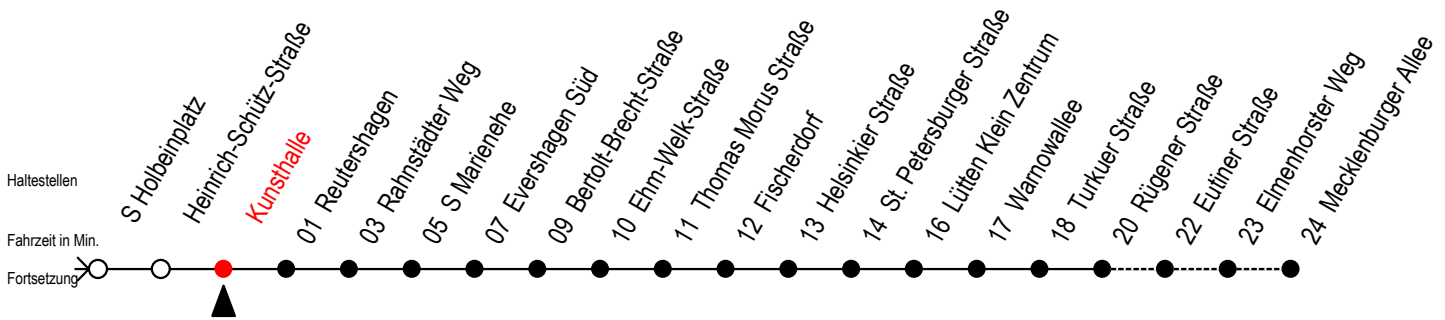 Haltestellen
Fahrzeit in Min.
Fortsetzung
S Holbeinplatz
Heinrich-Schütz-Straße
Kunsthalle
01 Reutershagen
03 Rahnstädter Weg
05 S Marienehe
07 Evershagen Süd
09 Bertolt-Brecht-Straße
10 Ehm-Welk-Straße
11 Thomas Morus Straße
12 Fischerdorf
13 Helsinkier Straße
14 St. Petersburger Straße
16 Lütten Klein Zentrum
17 Warnowallee
18 Turkuer Straße
20 Rügener Straße
22 Eutiner Straße
23 Elmenhorster Weg
24 Mecklenburger Allee